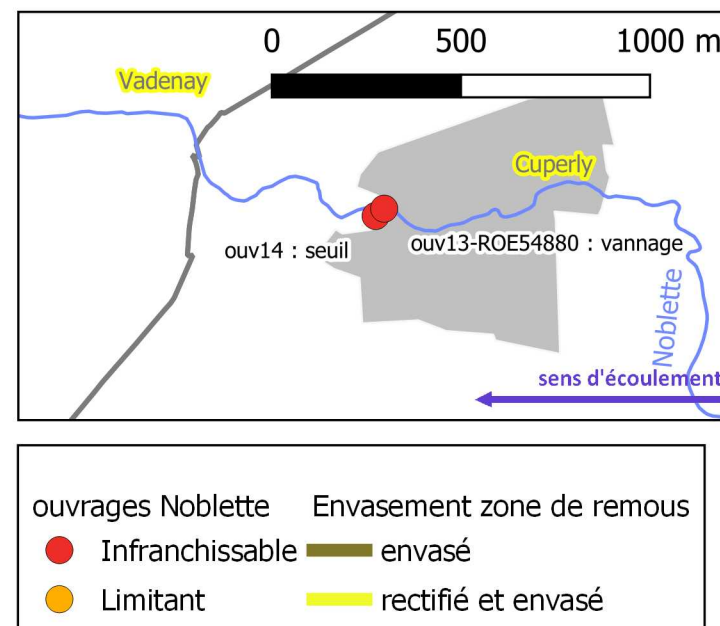 0 500 1000 m
Vadenay
Cuperly
ouv14 : seuil
ouv13-ROE54880 : vannage
Noblette
sens d'écoulement
ouvrages Noblette
Infranchissable
Limitant
Envasement zone de remous
envasé
rectifié et envasé